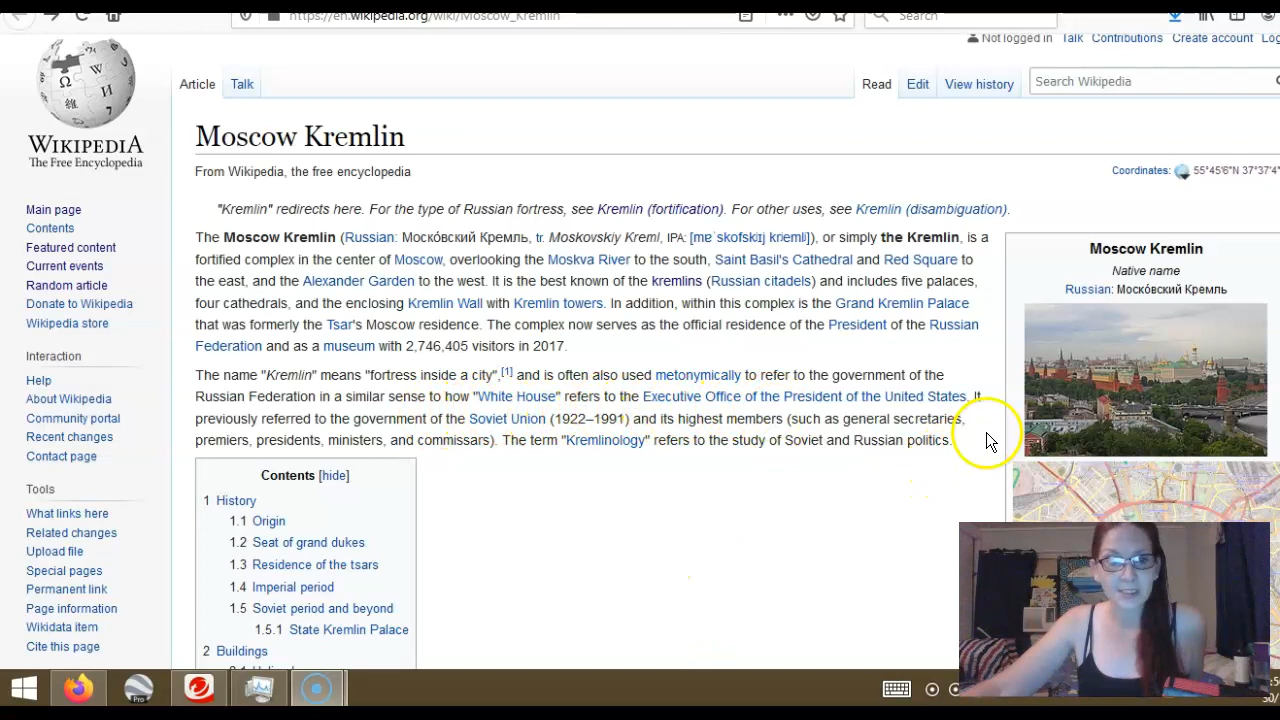 https://en.wikipedia.org/wiki/Moscow_Kremlin
Search
Not logged in Talk Contributions Create account Log
Article Talk
Read Edit View history
Search Wikipedia
WIKIPEDIA
The Free Encyclopedia
Moscow Kremlin
From Wikipedia, the free encyclopedia
Coordinates: 55°45'6"N 37°37'4"
"Kremlin" redirects here. For the type of Russian fortress, see Kremlin (fortification). For other uses, see Kremlin (disambiguation).
The Moscow Kremlin (Russian: Моско́вский Кремль, tr. Moskovskiy Kreml, IPA: [mɐˈskofskʲɪj krʲemlʲ]), or simply the Kremlin, is a
fortified complex in the center of Moscow, overlooking the Moskva River to the south, Saint Basil's Cathedral and Red Square to
the east, and the Alexander Garden to the west. It is the best known of the kremlins (Russian citadels) and includes five palaces,
four cathedrals, and the enclosing Kremlin Wall with Kremlin towers. In addition, within this complex is the Grand Kremlin Palace
that was formerly the Tsar's Moscow residence. The complex now serves as the official residence of the President of the Russian
Federation and as a museum with 2,746,405 visitors in 2017.
The name "Kremlin" means "fortress inside a city",[1] and is often also used metonymically to refer to the government of the
Russian Federation in a similar sense to how "White House" refers to the Executive Office of the President of the United States. It
previously referred to the government of the Soviet Union (1922–1991) and its highest members (such as general secretaries,
premiers, presidents, ministers, and commissars). The term "Kremlinology" refers to the study of Soviet and Russian politics.
Moscow Kremlin
Native name
Russian: Моско́вский Кремль
Main page
Contents
Featured content
Current events
Random article
Donate to Wikipedia
Wikipedia store
Interaction
Help
About Wikipedia
Community portal
Recent changes
Contact page
Tools
What links here
Related changes
Upload file
Special pages
Permanent link
Page information
Wikidata item
Cite this page
Contents [hide]
1 History
1.1 Origin
1.2 Seat of grand dukes
1.3 Residence of the tsars
1.4 Imperial period
1.5 Soviet period and beyond
1.5.1 State Kremlin Palace
2 Buildings
Pro